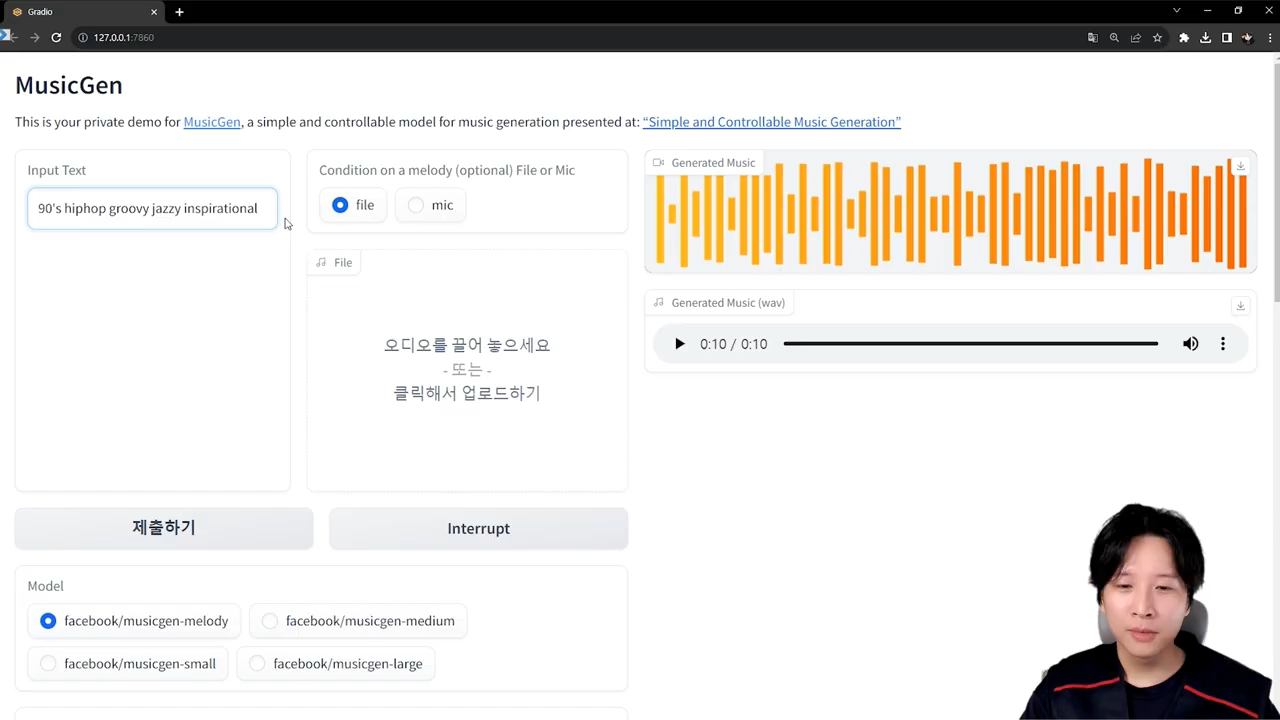 Gradio
127.0.0.1:7860
MusicGen
This is your private demo for MusicGen, a simple and controllable model for music generation presented at: “Simple and Controllable Music Generation”
Input Text
90's hiphop groovy jazzy inspirational
Condition on a melody (optional) File or Mic
file
mic
File
오디오를 끌어 놓으세요
- 또는 -
클릭해서 업로드하기
Generated Music
Generated Music (wav)
0:10 / 0:10
제출하기
Interrupt
Model
facebook/musicgen-melody
facebook/musicgen-medium
facebook/musicgen-small
facebook/musicgen-large